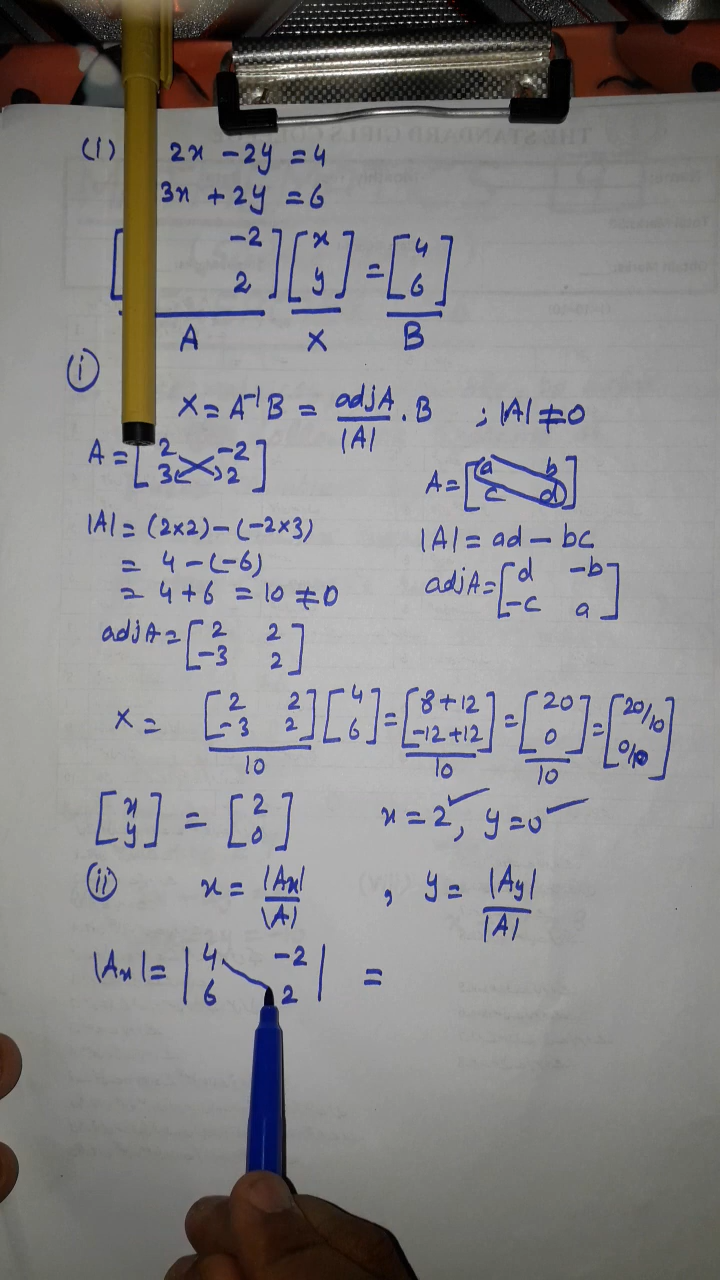 (i) 2x - 2y = 4
3x + 2y = 6
[ -2 ; 2 ] [ x ; y ] = [ 4 ; 6 ]
A X B
(i)
X = A⁻¹B = adjA / |A| . B ; |A| ≠ 0
A = [ 2 -2 ; 3 2 ] A = [ a b ; c d ]
|A| = (2×2) - (-2×3) |A| = ad - bc
= 4 - (-6)
= 4 + 6 = 10 ≠ 0 adjA = [ d -b ; -c a ]
adjA = [ 2 2 ; -3 2 ]
X = [ 2 2 ; -3 2 ] / 10 [ 4 ; 6 ] = [ 8+12 ; -12+12 ] / 10 = [ 20 ; 0 ] / 10 = [ 20/10 ; 0/10 ]
[ x ; y ] = [ 2 ; 0 ] x = 2 ✓, y = 0 ✓
(ii) x = |Ax| / |A| , y = |Ay| / |A|
|Ax| = | 4 -2 ; 6 2 | =